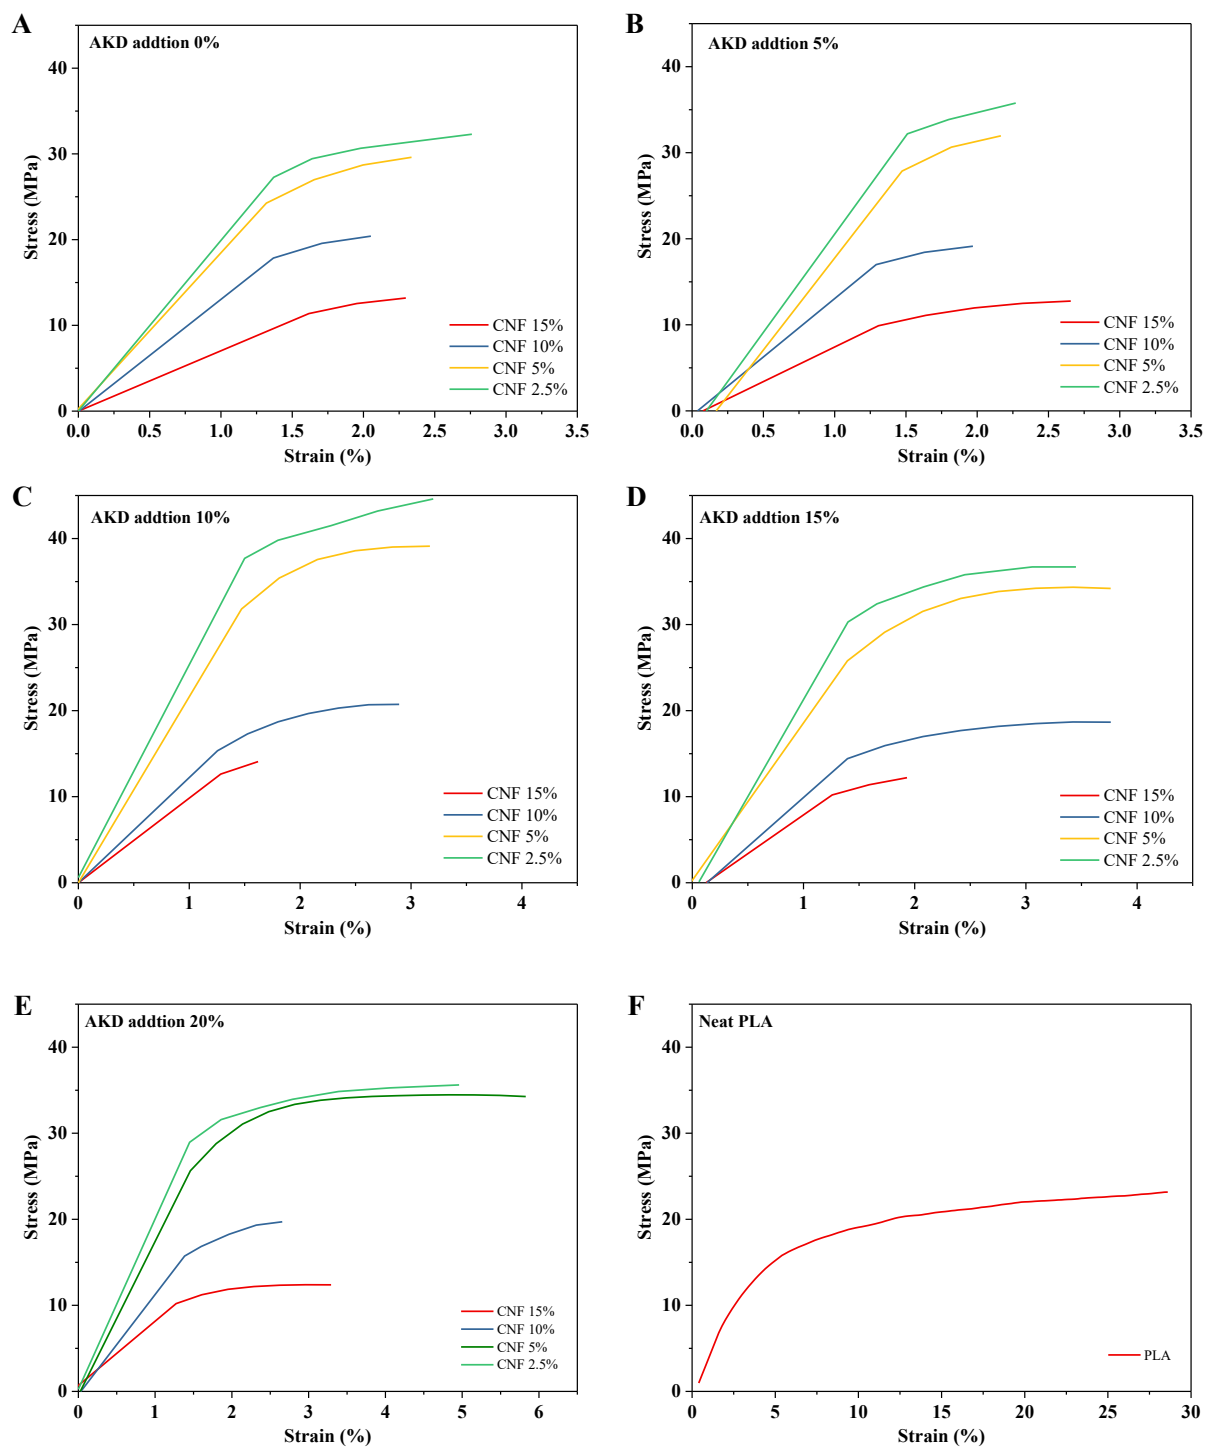 A
AKD addtion 0%
Stress (MPa)
40
30
20
10
0
0.0 0.5 1.0 1.5 2.0 2.5 3.0 3.5
Strain (%)
CNF 15%
CNF 10%
CNF 5%
CNF 2.5%
B
AKD addtion 5%
Stress (MPa)
40
30
20
10
0
0.0 0.5 1.0 1.5 2.0 2.5 3.0 3.5
Strain (%)
CNF 15%
CNF 10%
CNF 5%
CNF 2.5%
C
AKD addtion 10%
Stress (MPa)
40
30
20
10
0
0 1 2 3 4
Strain (%)
CNF 15%
CNF 10%
CNF 5%
CNF 2.5%
D
AKD addtion 15%
Stress (MPa)
40
30
20
10
0
0 1 2 3 4
Strain (%)
CNF 15%
CNF 10%
CNF 5%
CNF 2.5%
E
AKD addtion 20%
Stress (MPa)
40
30
20
10
0
0 1 2 3 4 5 6
Strain (%)
CNF 15%
CNF 10%
CNF 5%
CNF 2.5%
F
Neat PLA
Stress (MPa)
40
30
20
10
0
0 5 10 15 20 25 30
Strain (%)
PLA